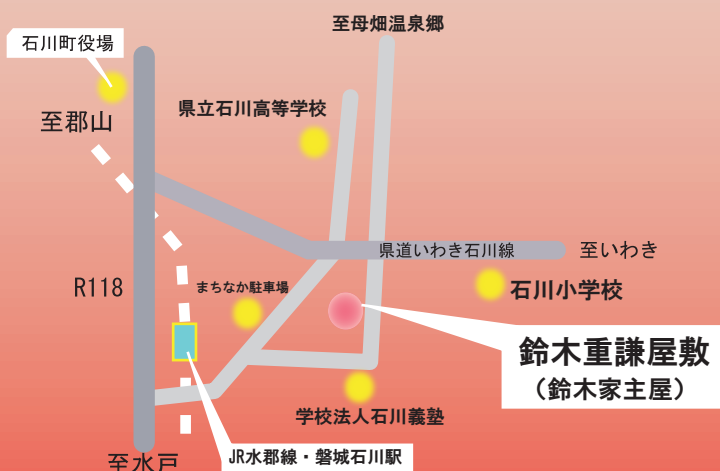 至母畑温泉郷
石川町役場
県立石川高等学校
至郡山
県道いわき石川線
至いわき
R118
まちなか駐車場
石川小学校
鈴木重謙屋敷
(鈴木家主屋)
学校法人石川義塾
至水戸
JR水郡線・磐城石川駅